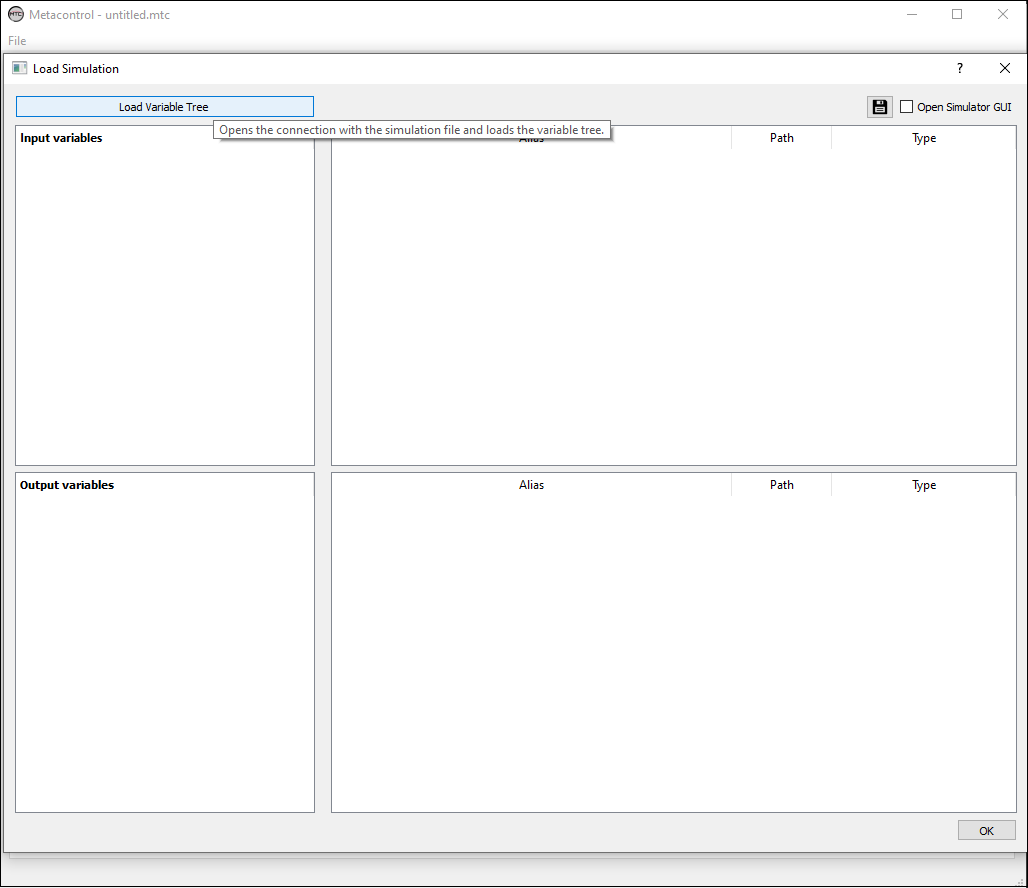 MTC Metacontrol - untitled.mtc
File
Load Simulation ?
Load Variable Tree Open Simulator GUI
Opens the connection with the simulation file and loads the variable tree.
Input variables Alias Path Type
Output variables Alias Path Type
OK